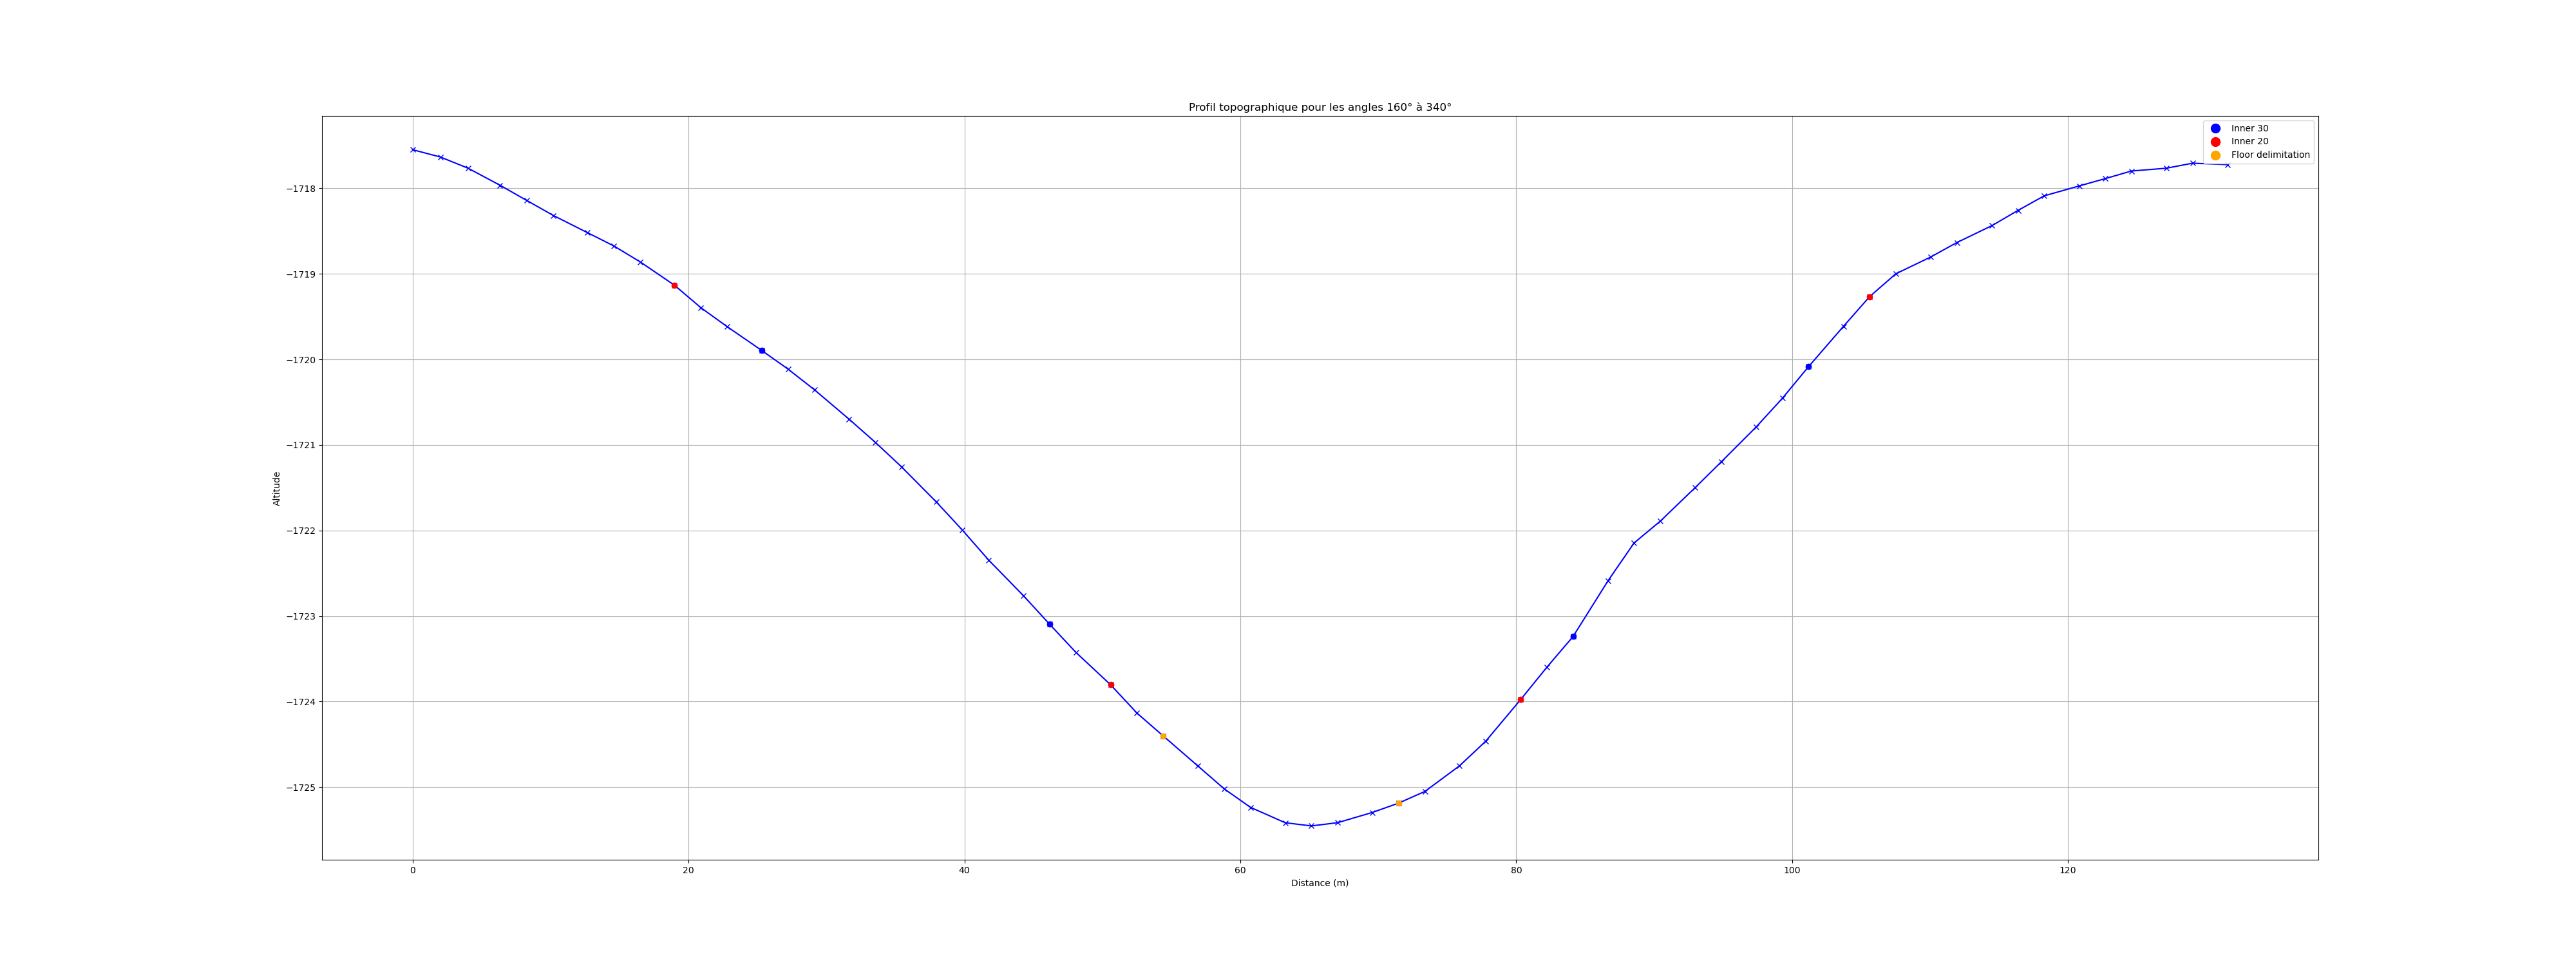 Profil topographique pour les angles 160° à 340°
Inner 30
Inner 20
Floor delimitation
−1718
−1719
−1720
−1721
−1722
−1723
−1724
−1725
Altitude
0 20 40 60 80 100 120
Distance (m)